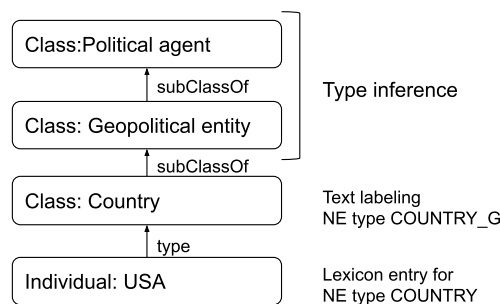 Class:Political agent
subClassOf
Type inference
Class: Geopolitical entity
subClassOf
Class: Country
Text labeling
NE type COUNTRY_G
type
Individual: USA
Lexicon entry for
NE type COUNTRY